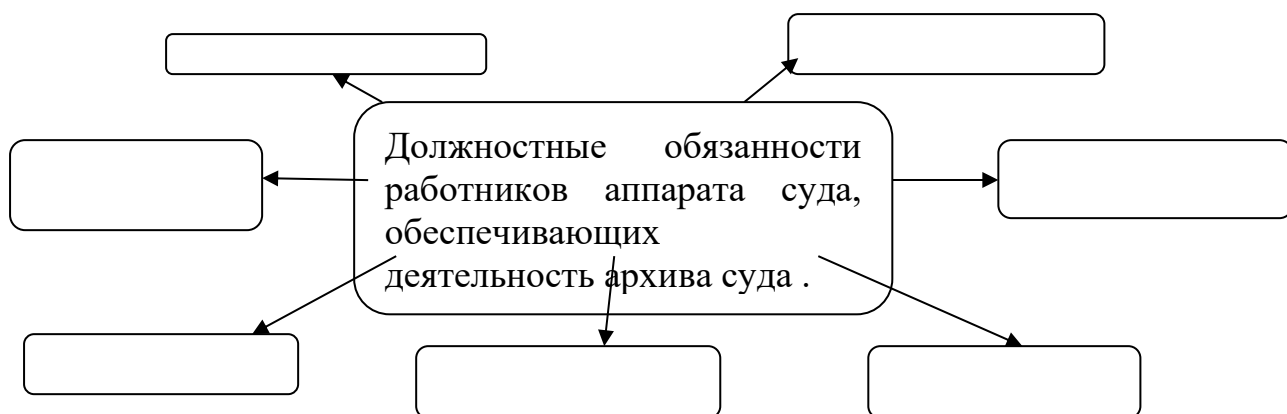 Должностные обязанности
работников аппарата суда,
обеспечивающих
деятельность архива суда .